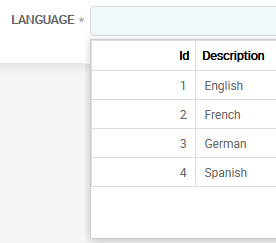 LANGUAGE *
Id Description
1 English
2 French
3 German
4 Spanish